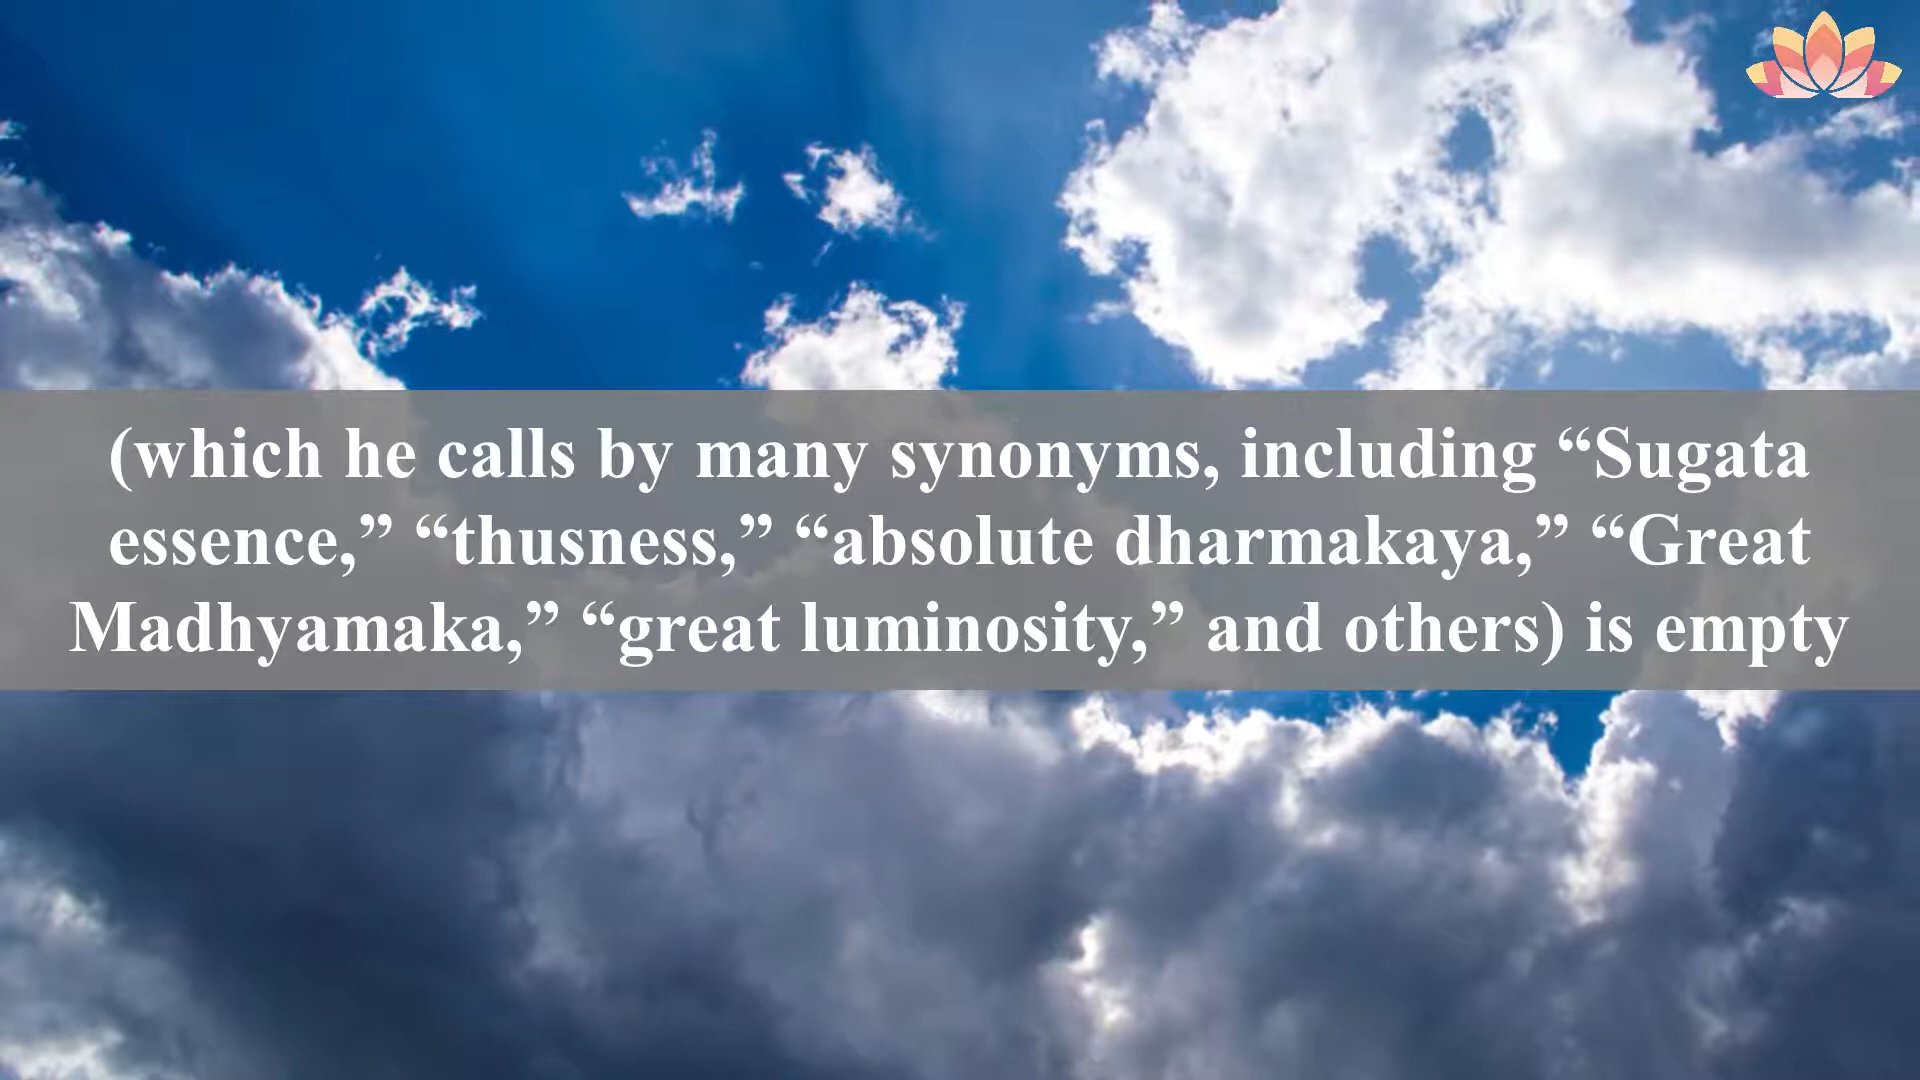 (which he calls by many synonyms, including “Sugata
essence,” “thusness,” “absolute dharmakaya,” “Great
Madhyamaka,” “great luminosity,” and others) is empty